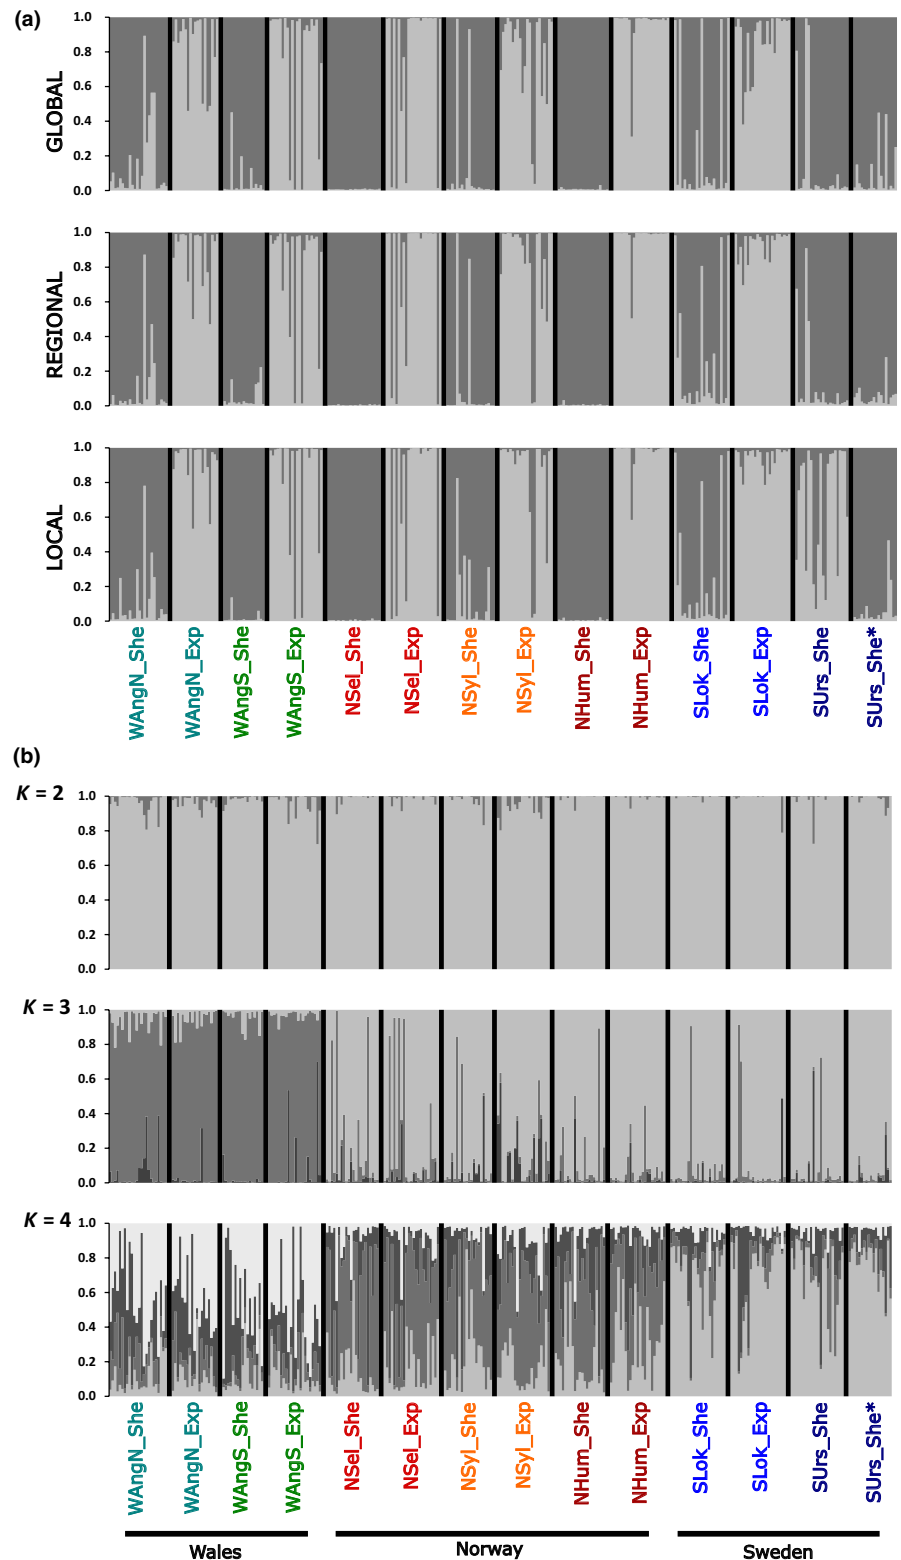 (a)
GLOBAL
1.0
0.8
0.6
0.4
0.2
0.0
REGIONAL
1.0
0.8
0.6
0.4
0.2
0.0
LOCAL
1.0
0.8
0.6
0.4
0.2
0.0
WAngN_She
WAngN_Exp
WAngS_She
WAngS_Exp
NSel_She
NSel_Exp
NSyl_She
NSyl_Exp
NHum_She
NHum_Exp
SLok_She
SLok_Exp
SUrs_She
SUrs_She*
(b)
K = 2
1.0
0.8
0.6
0.4
0.2
0.0
K = 3
1.0
0.8
0.6
0.4
0.2
0.0
K = 4
1.0
0.8
0.6
0.4
0.2
0.0
WAngN_She
WAngN_Exp
WAngS_She
WAngS_Exp
NSel_She
NSel_Exp
NSyl_She
NSyl_Exp
NHum_She
NHum_Exp
SLok_She
SLok_Exp
SUrs_She
SUrs_She*
Wales
Norway
Sweden